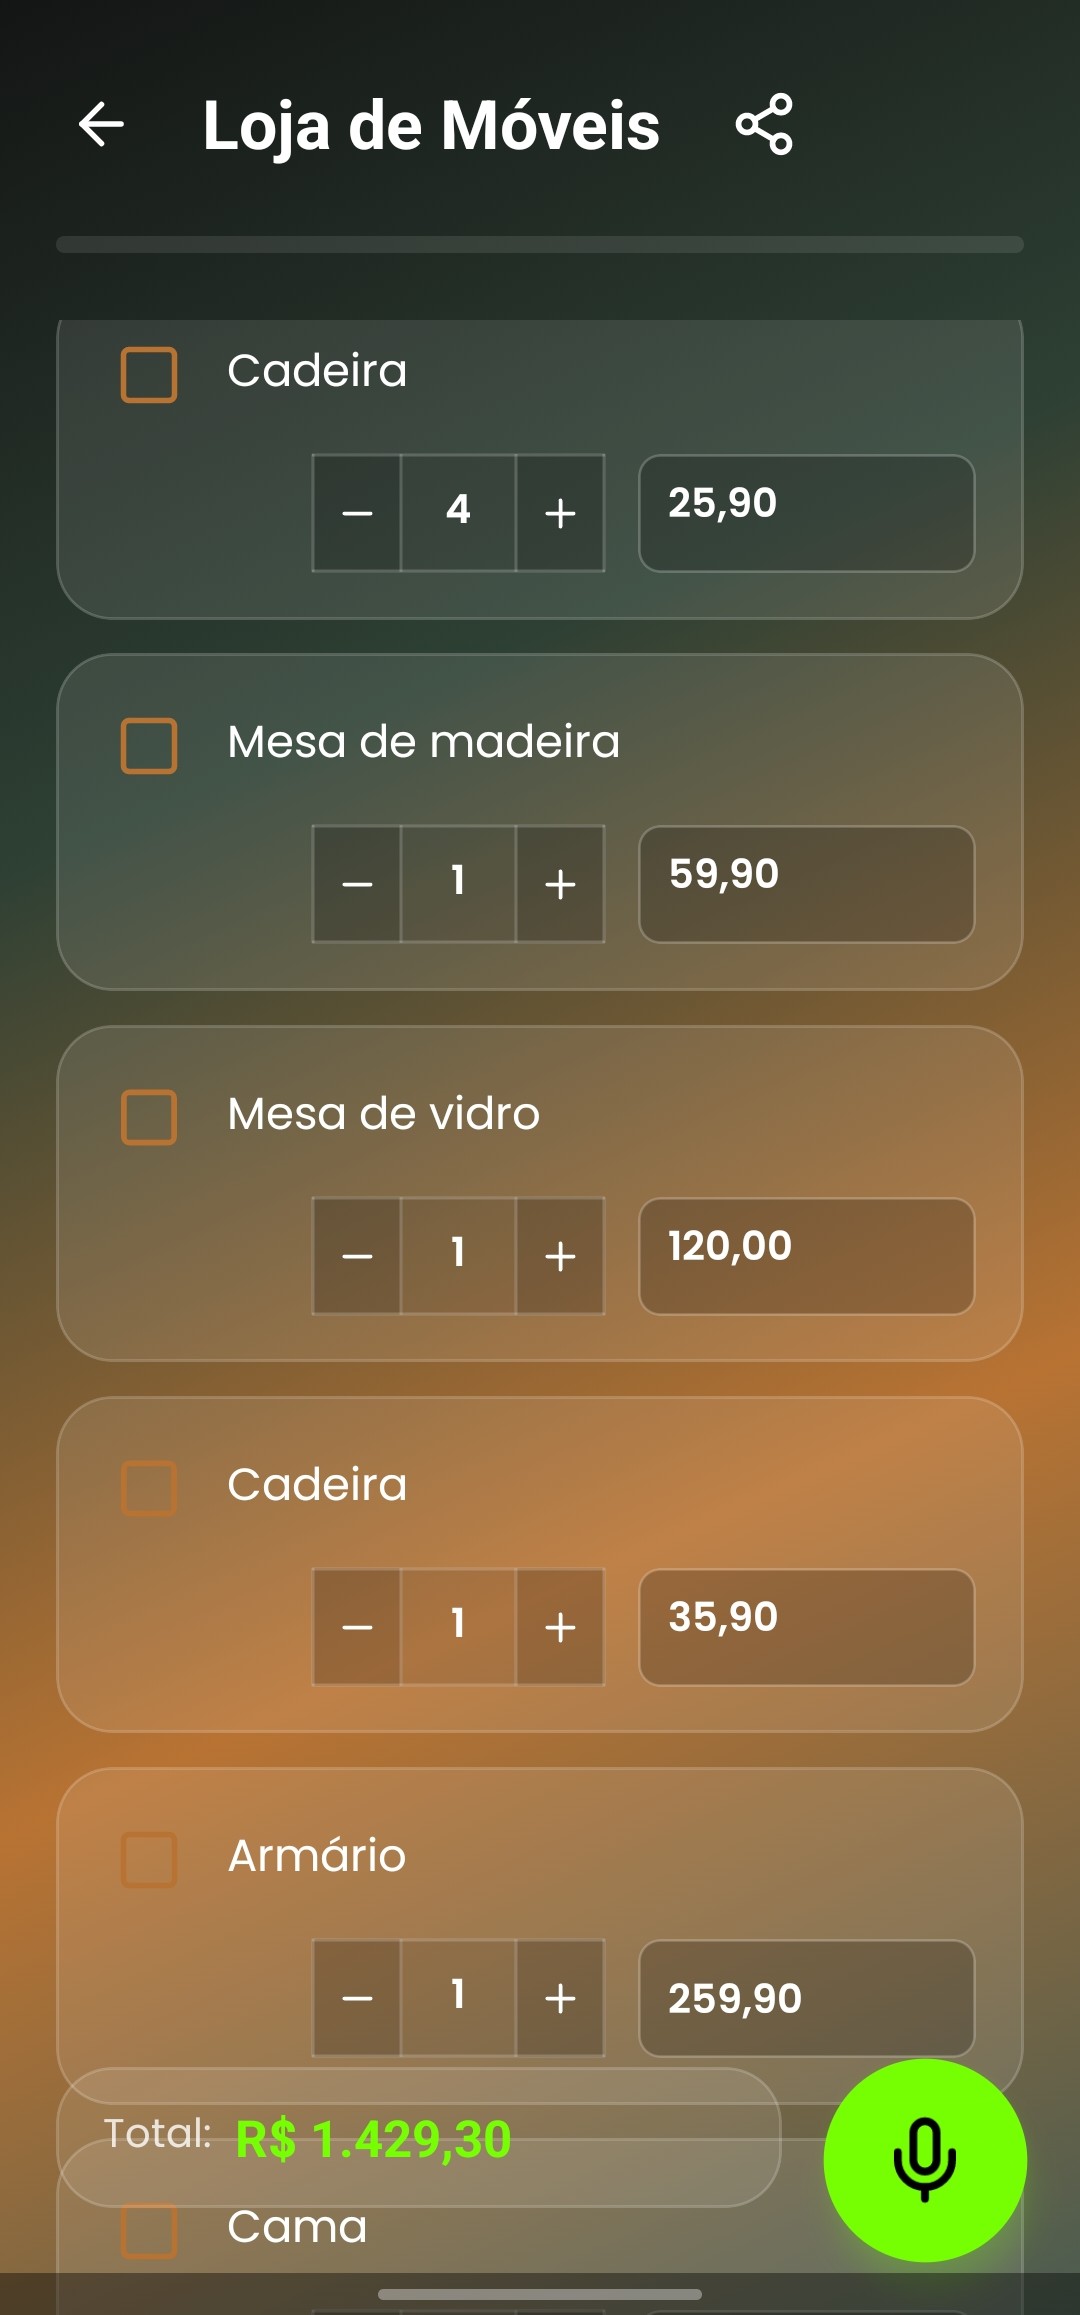 Loja de Móveis
Cadeira
4
25,90
Mesa de madeira
1
59,90
Mesa de vidro
1
120,00
Cadeira
1
35,90
Armário
1
259,90
Total: R$ 1.429,30
Cama